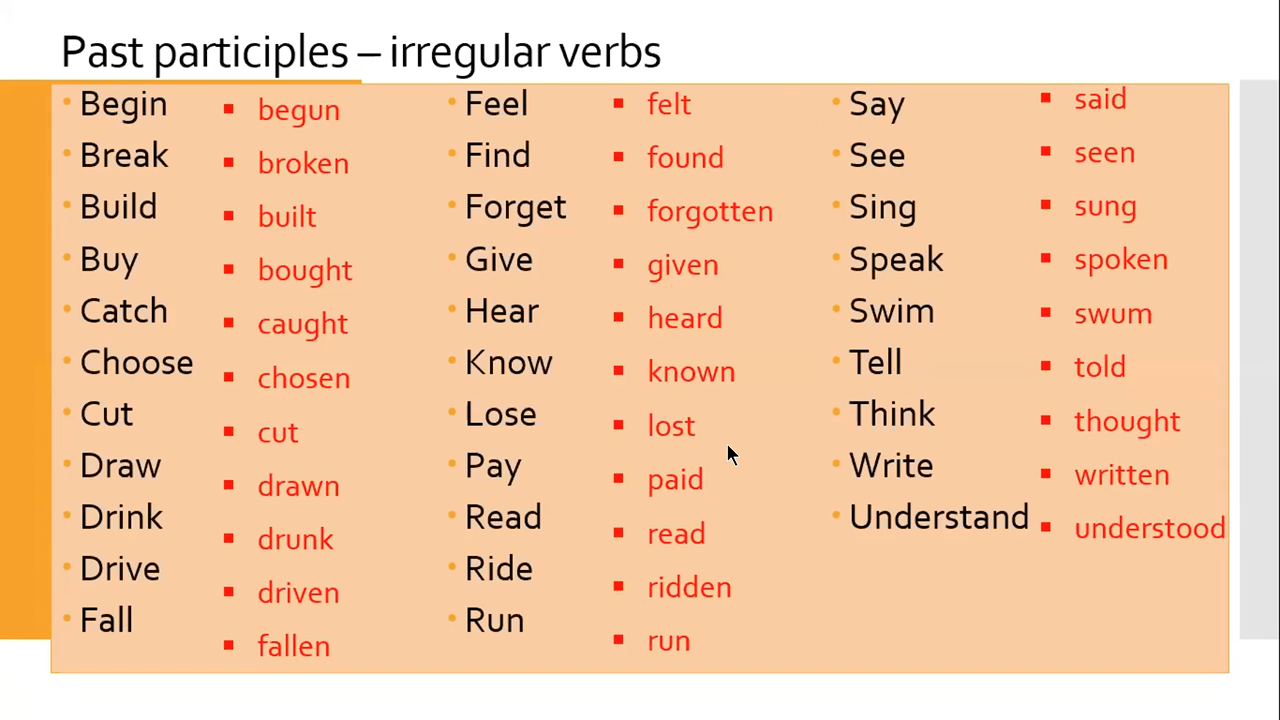 Past participles – irregular verbs
Begin
Break
Build
Buy
Catch
Choose
Cut
Draw
Drink
Drive
Fall
begun
broken
built
bought
caught
chosen
cut
drawn
drunk
driven
fallen
Feel
Find
Forget
Give
Hear
Know
Lose
Pay
Read
Ride
Run
felt
found
forgotten
given
heard
known
lost
paid
read
ridden
run
Say
See
Sing
Speak
Swim
Tell
Think
Write
Understand
said
seen
sung
spoken
swum
told
thought
written
understood